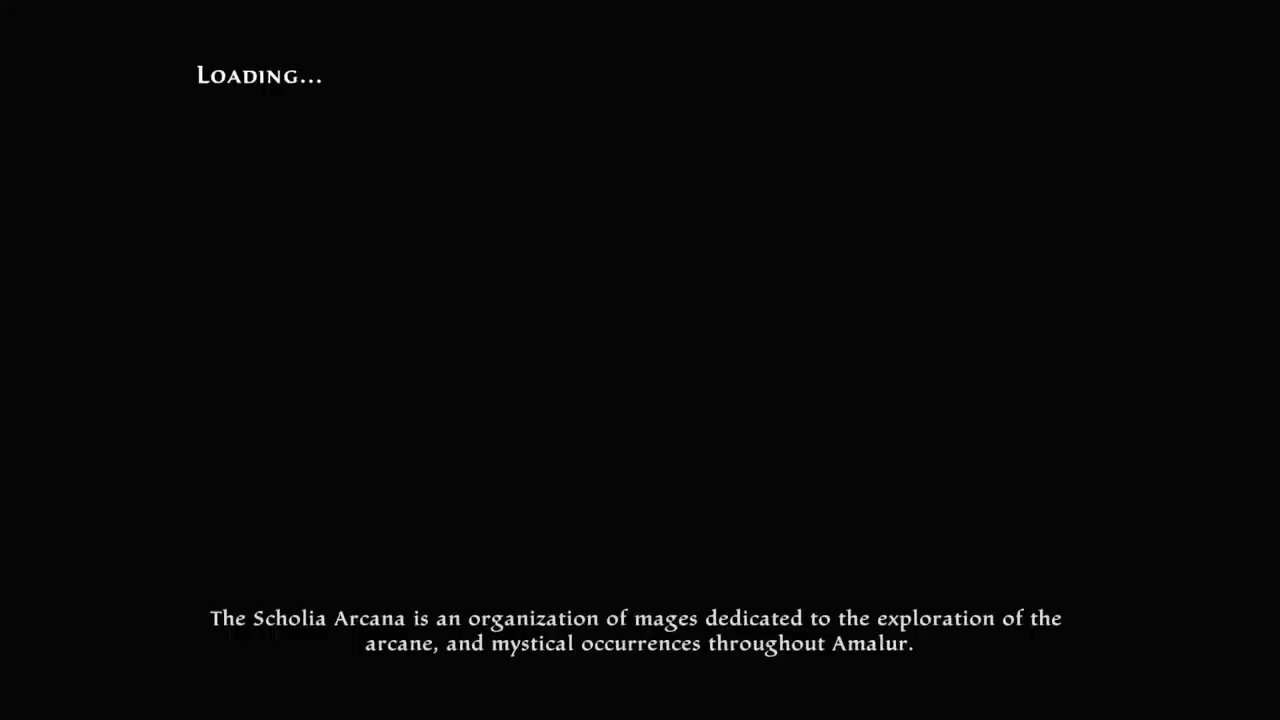 Loading...
The Scholia Arcana is an organization of mages dedicated to the exploration of the
arcane, and mystical occurrences throughout Amalur.